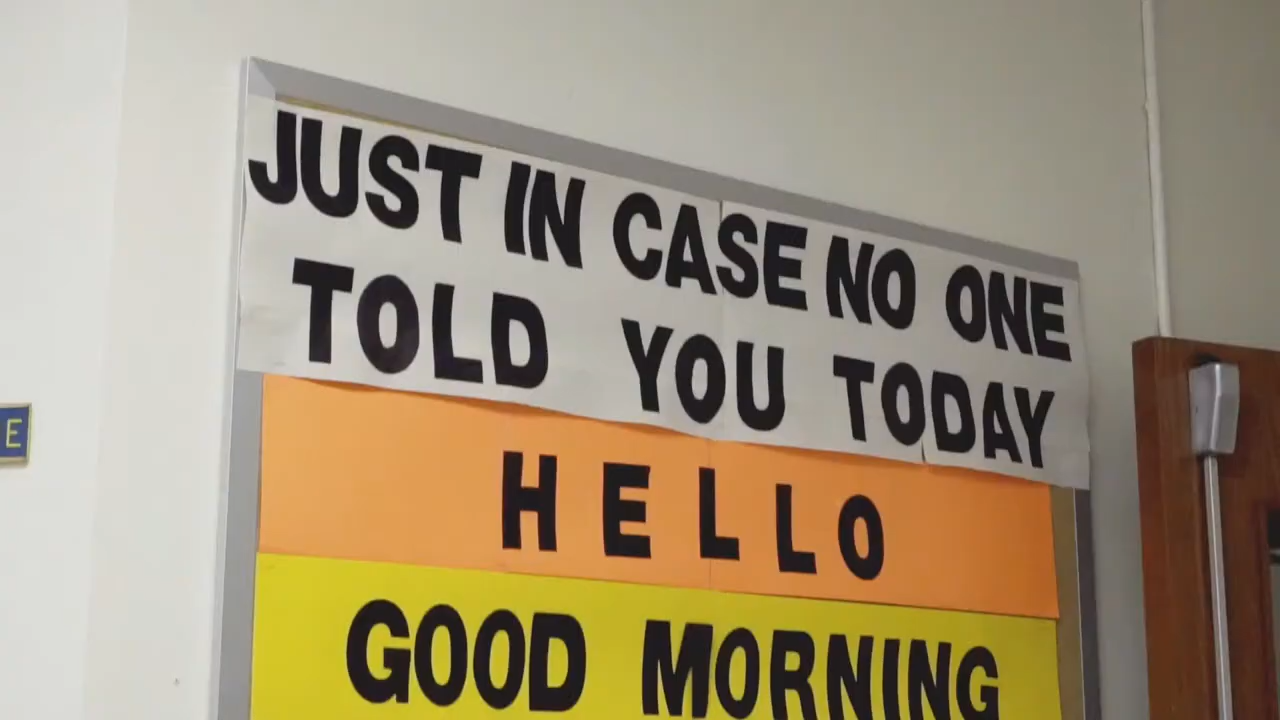 JUST IN CASE NO ONE
TOLD YOU TODAY
HELLO
GOOD MORNING
E